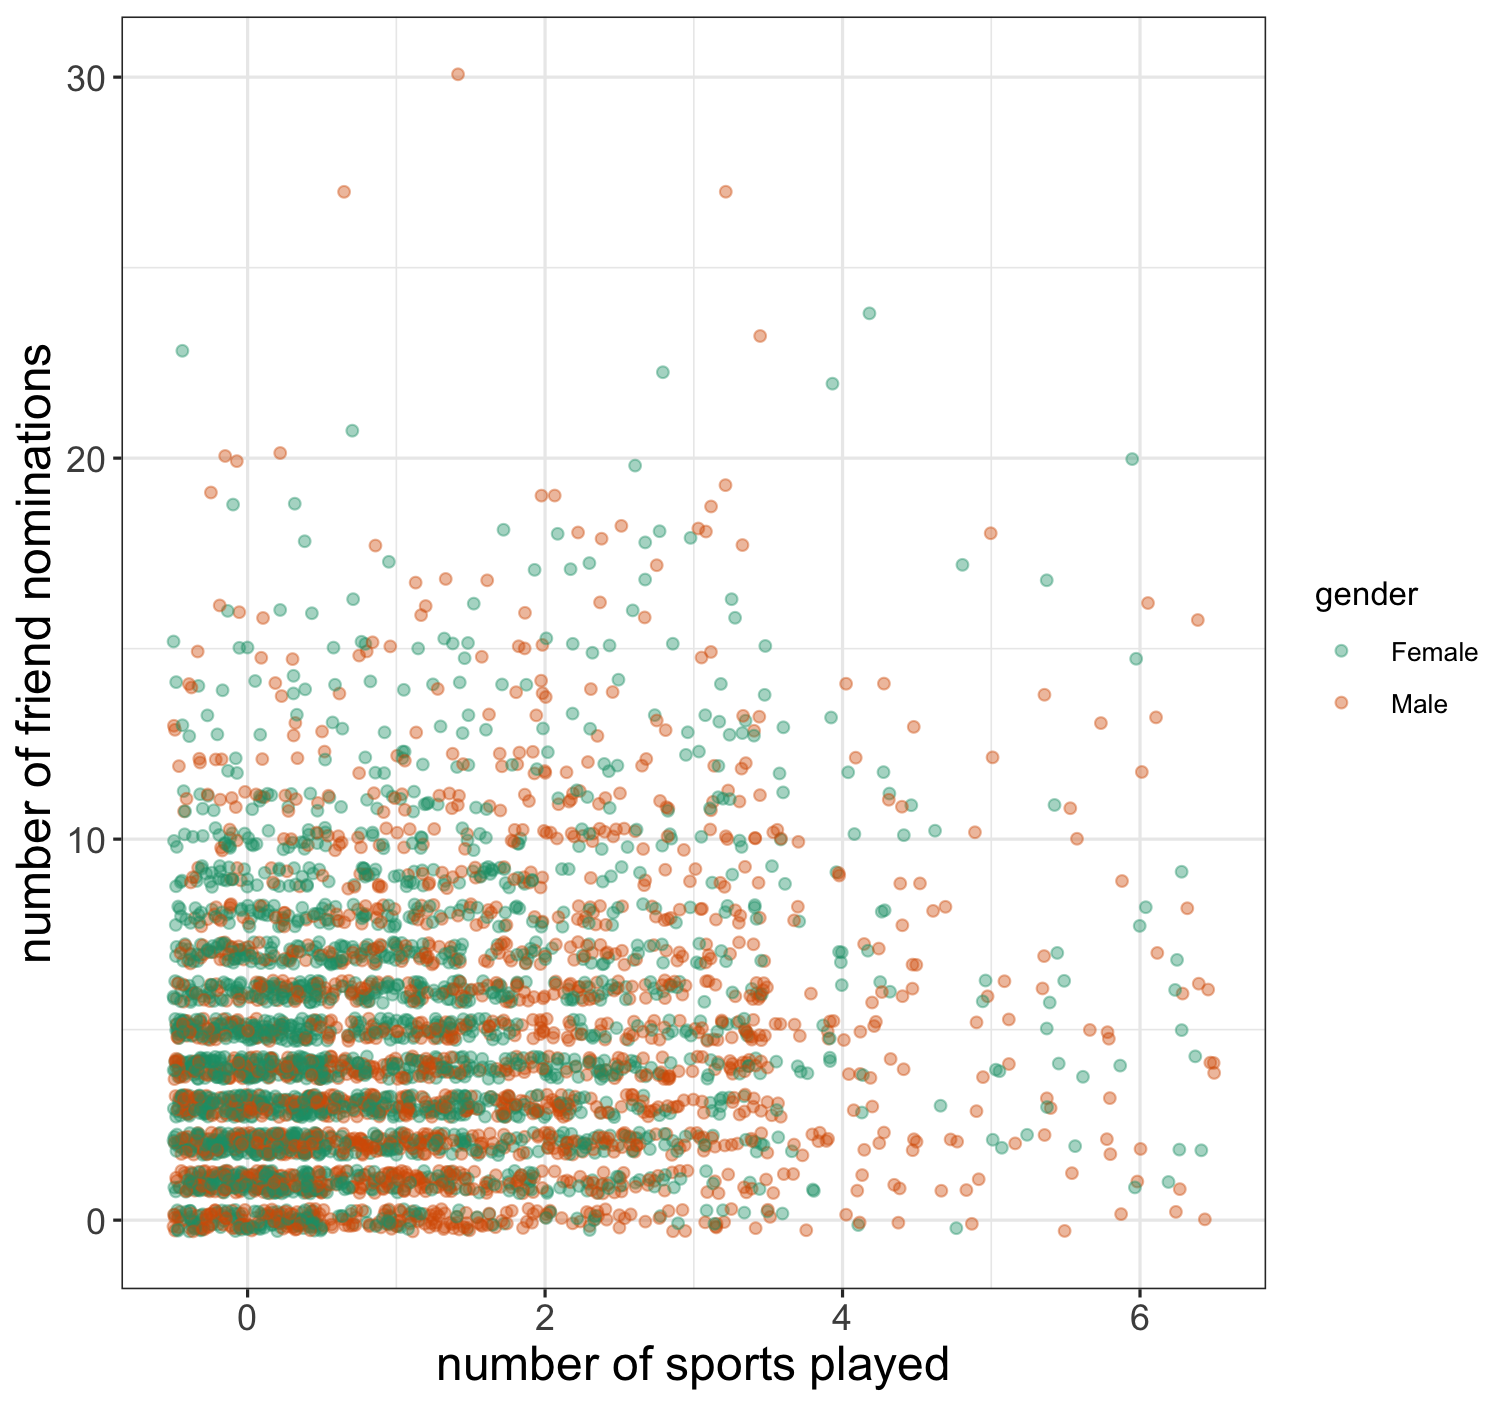 30
20
10
0
0 2 4 6
number of sports played
number of friend nominations
gender
Female
Male